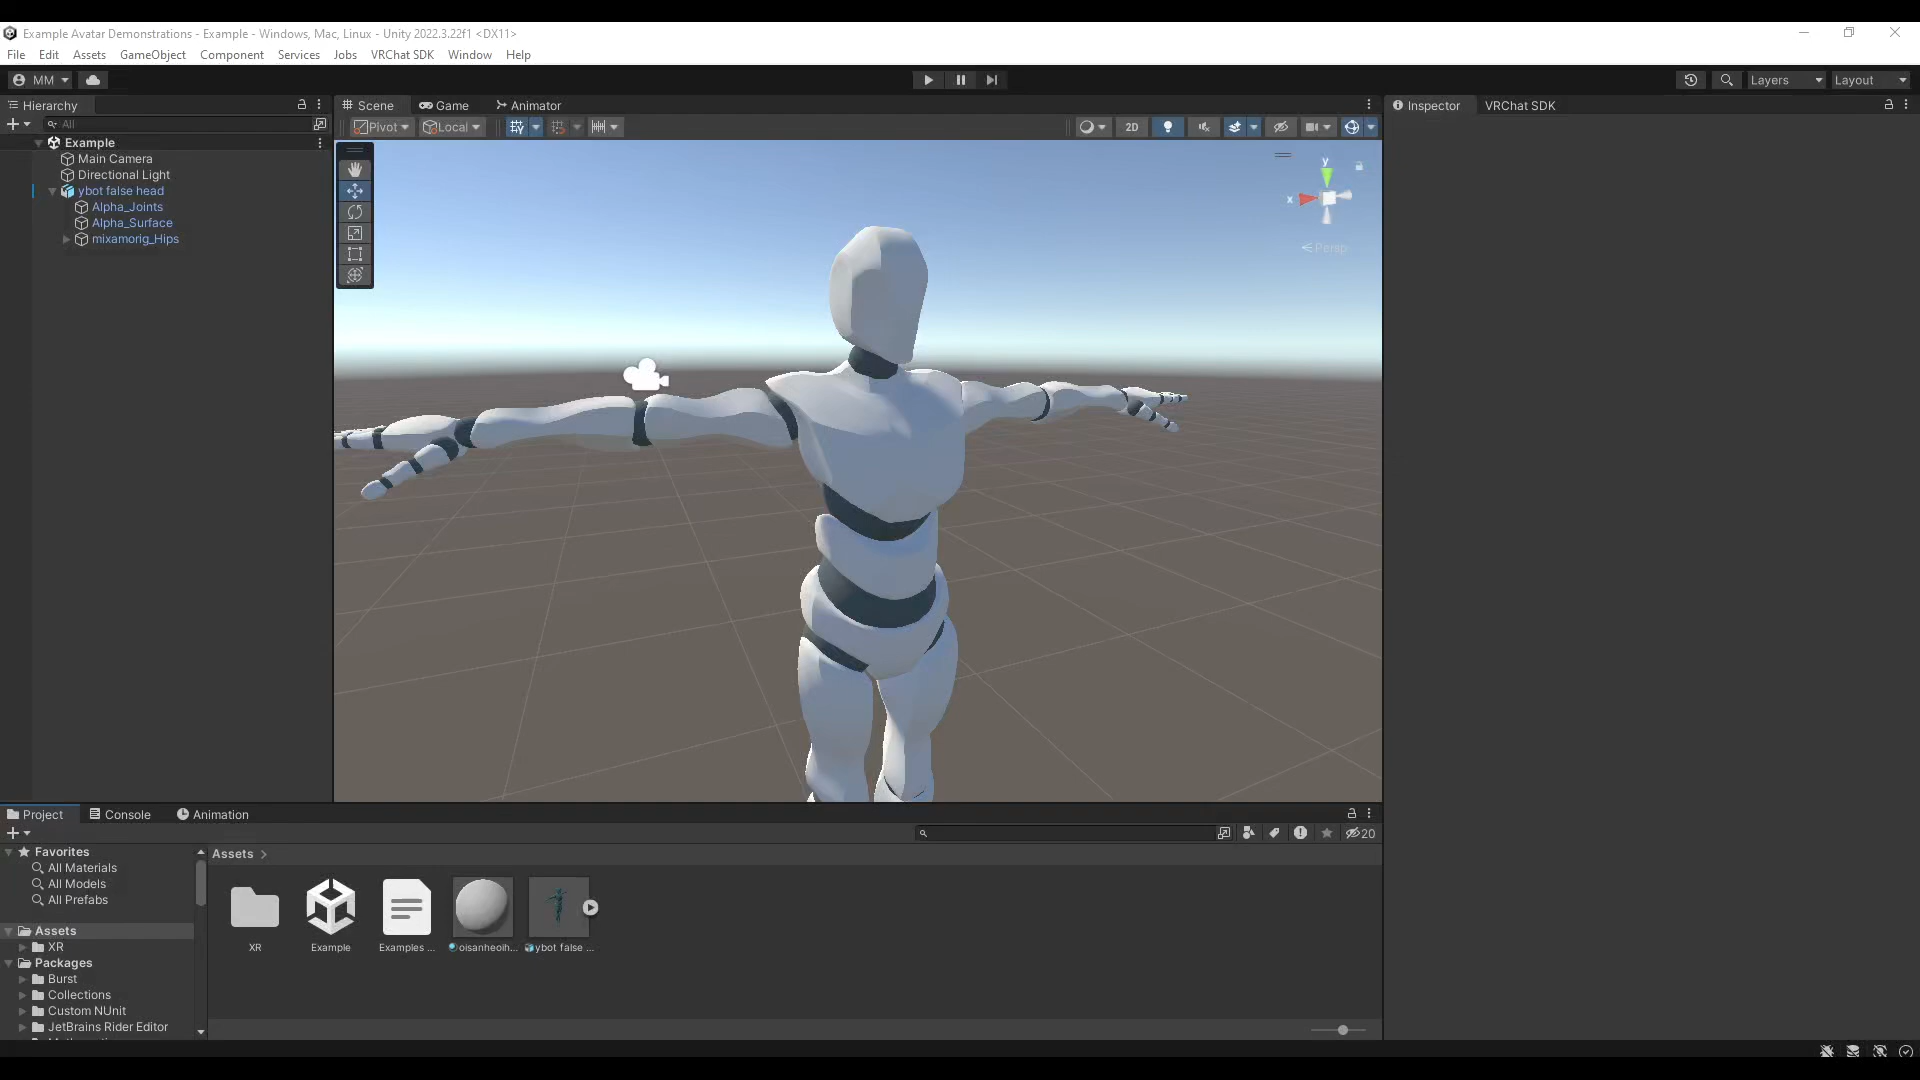 Example Avatar Demonstrations - Example - Windows, Mac, Linux - Unity 2022.3.22f1 <DX11>
File Edit Assets GameObject Component Services Jobs VRChat SDK Window Help
MM Layers Layout
Hierarchy Scene Game Animator Inspector VRChat SDK
All Pivot Local 2D
Example
Main Camera
Directional Light
ybot false head
Alpha_Joints
Alpha_Surface
mixamorig_Hips
y
x
Persp
Project Console Animation
20
Favorites
All Materials
All Models
All Prefabs
Assets
XR
Packages
Burst
Collections
Custom NUnit
JetBrains Rider Editor
Assets
XR Example Examples ... oisanheoih... ybot false ...